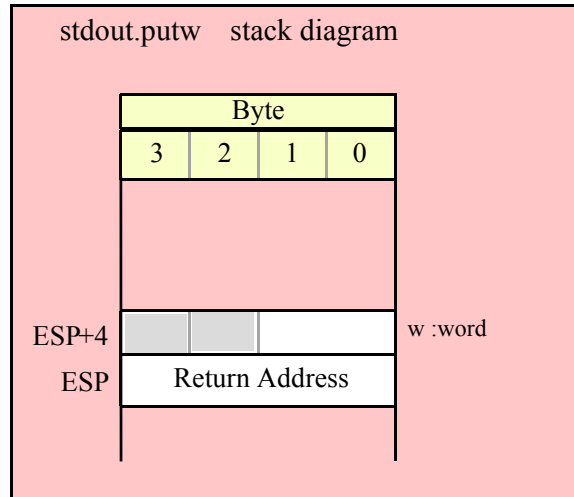 stdout.putw stack diagram
Byte
3 2 1 0
ESP+4 w :word
ESP Return Address